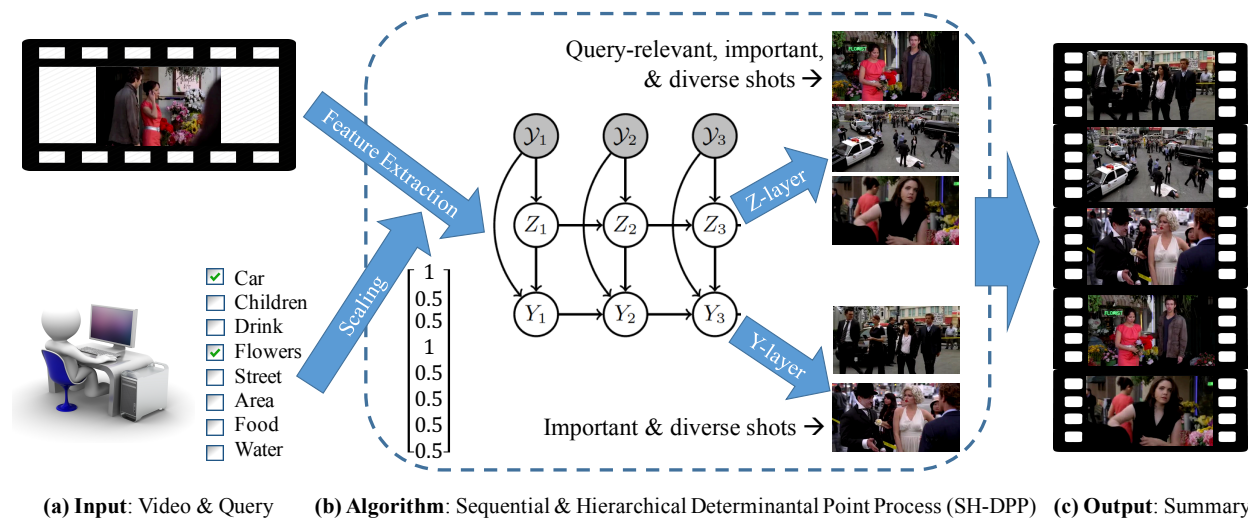 Query-relevant, important,
& diverse shots →
FLORIST
Feature Extraction
𝒴1 𝒴2 𝒴3
Z-layer
Z1 Z2 Z3
Scaling
1
0.5
0.5
1
0.5
0.5
0.5
0.5
Car
Children
Drink
Flowers
Street
Area
Food
Water
Y1 Y2 Y3
Y-layer
Important & diverse shots →
FLORIST
(a) Input: Video & Query
(b) Algorithm: Sequential & Hierarchical Determinantal Point Process (SH-DPP)
(c) Output: Summary